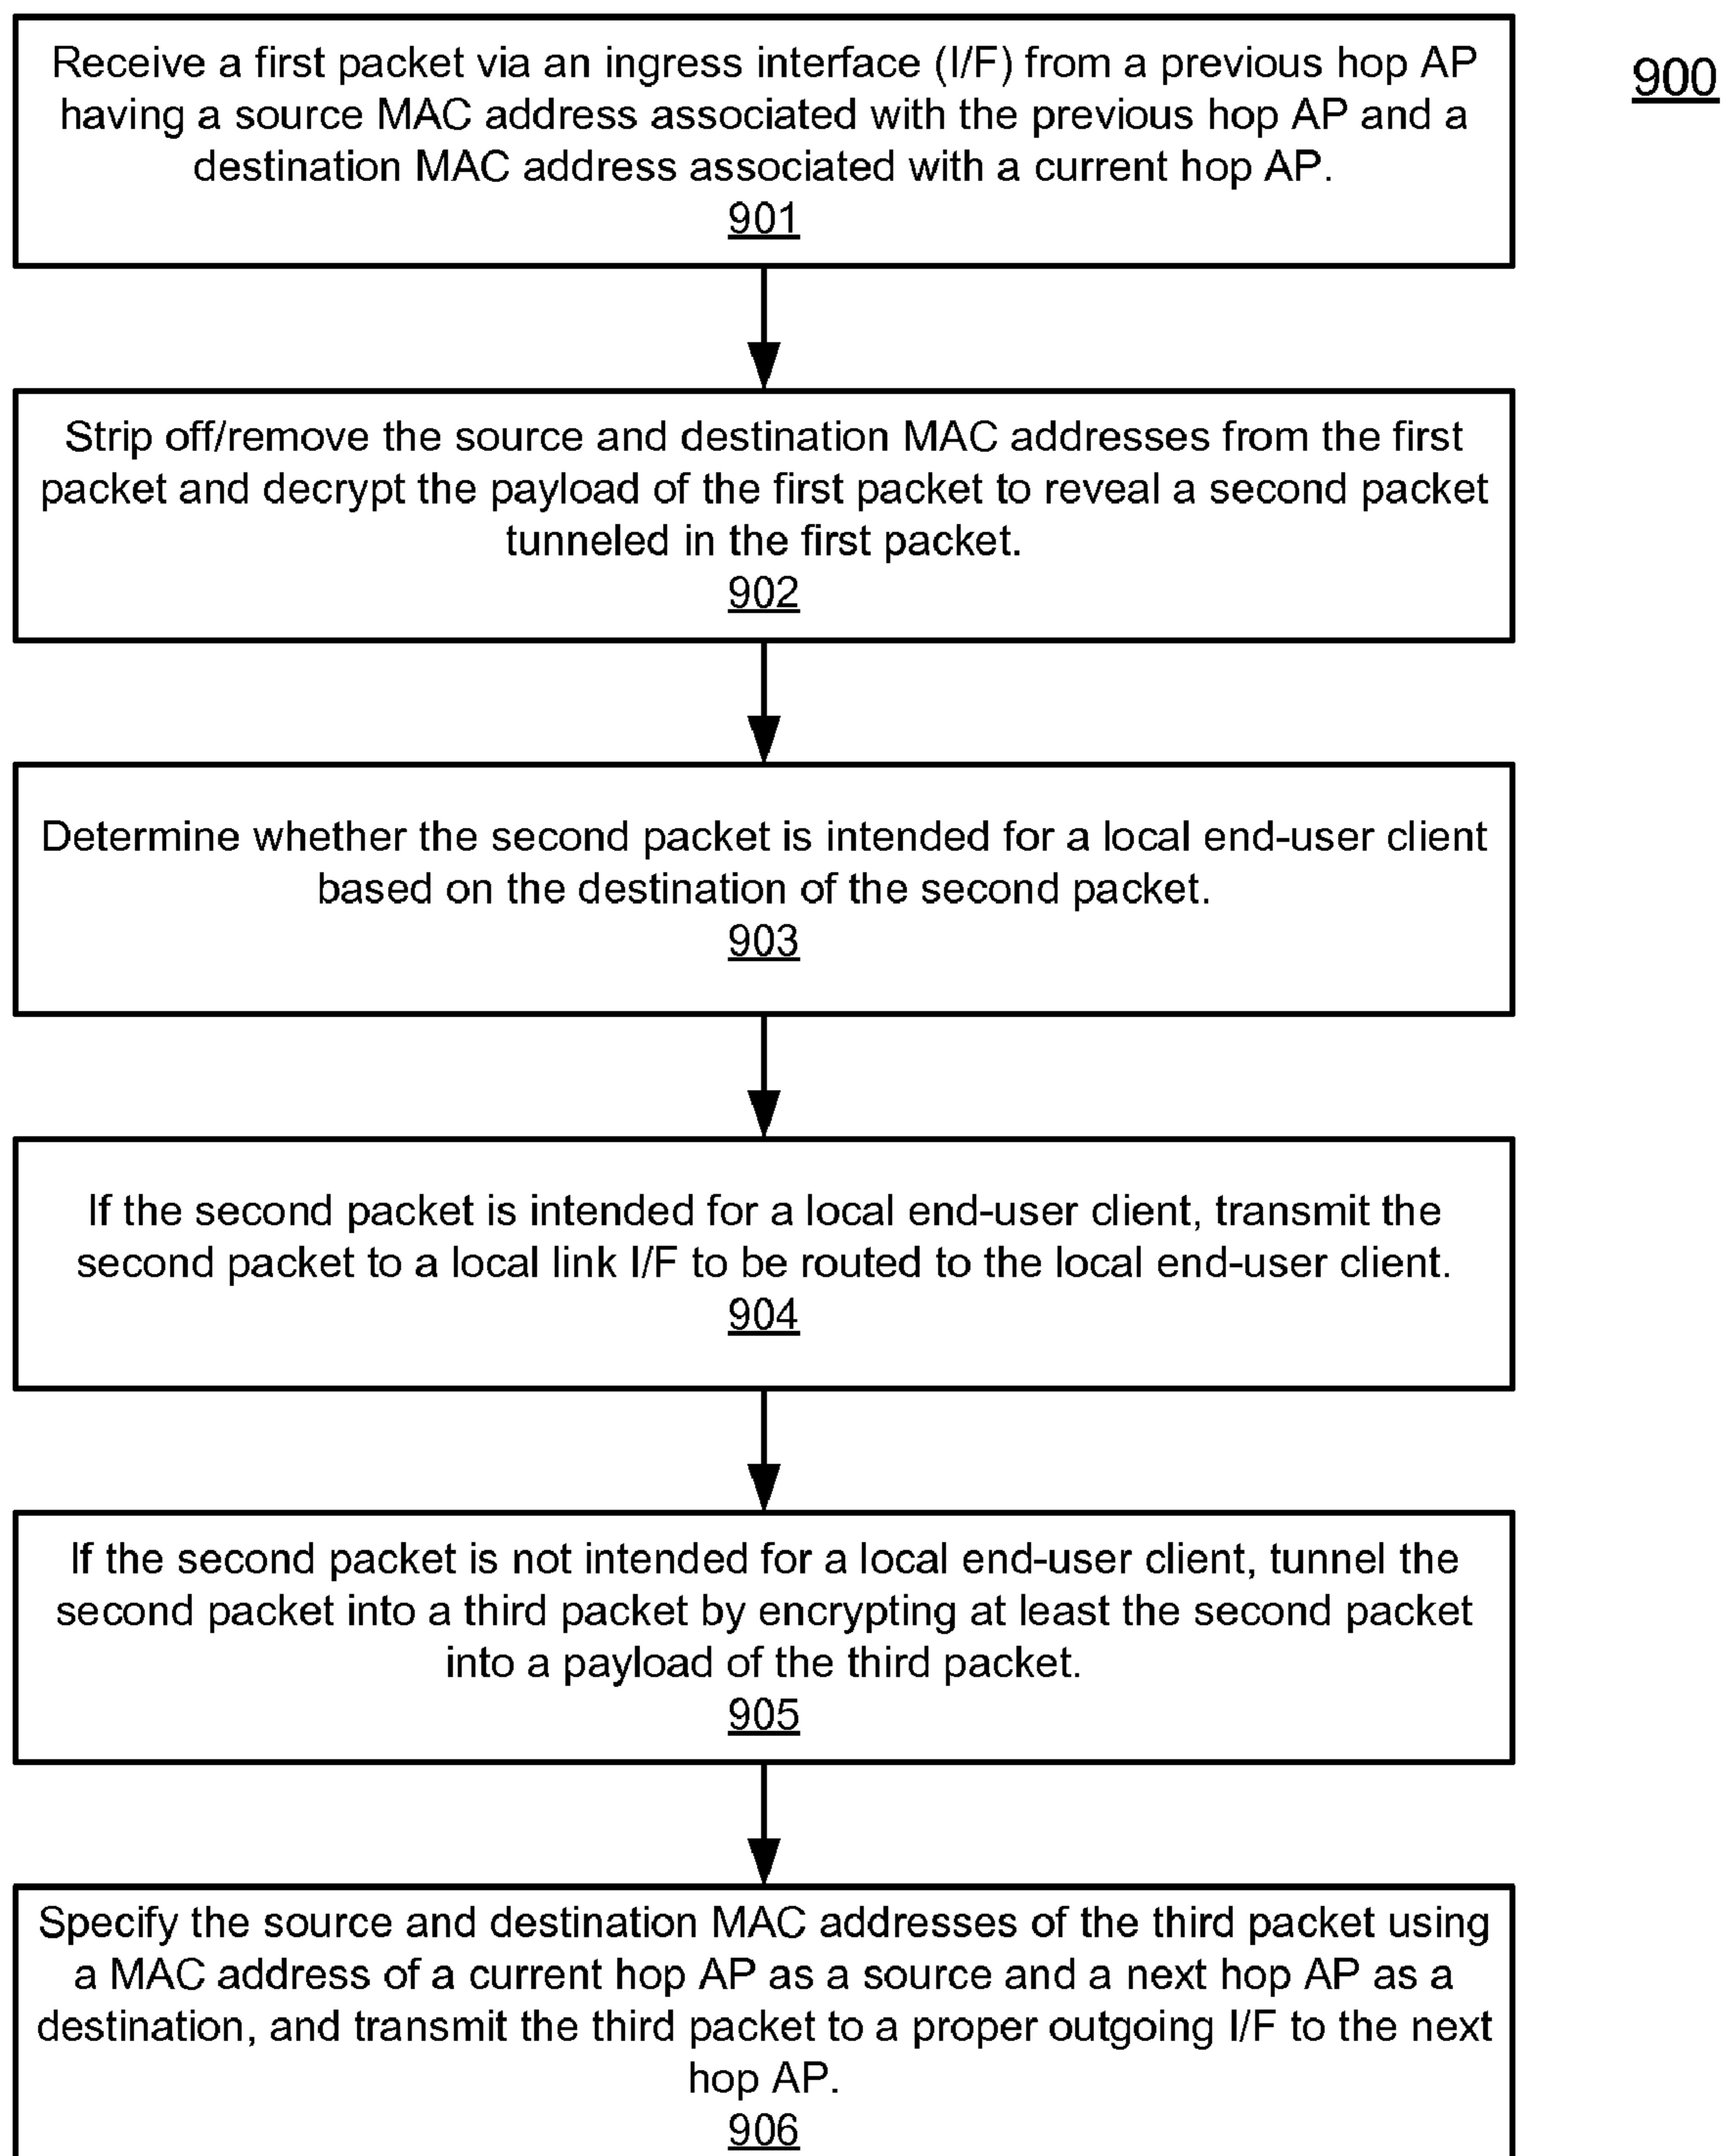 Receive a first packet via an ingress interface (I/F) from a previous hop AP
having a source MAC address associated with the previous hop AP and a
destination MAC address associated with a current hop AP.
901
900
Strip off/remove the source and destination MAC addresses from the first
packet and decrypt the payload of the first packet to reveal a second packet
tunneled in the first packet.
902
Determine whether the second packet is intended for a local end-user client
based on the destination of the second packet.
903
If the second packet is intended for a local end-user client, transmit the
second packet to a local link I/F to be routed to the local end-user client.
904
If the second packet is not intended for a local end-user client, tunnel the
second packet into a third packet by encrypting at least the second packet
into a payload of the third packet.
905
Specify the source and destination MAC addresses of the third packet using
a MAC address of a current hop AP as a source and a next hop AP as a
destination, and transmit the third packet to a proper outgoing I/F to the next
hop AP.
906